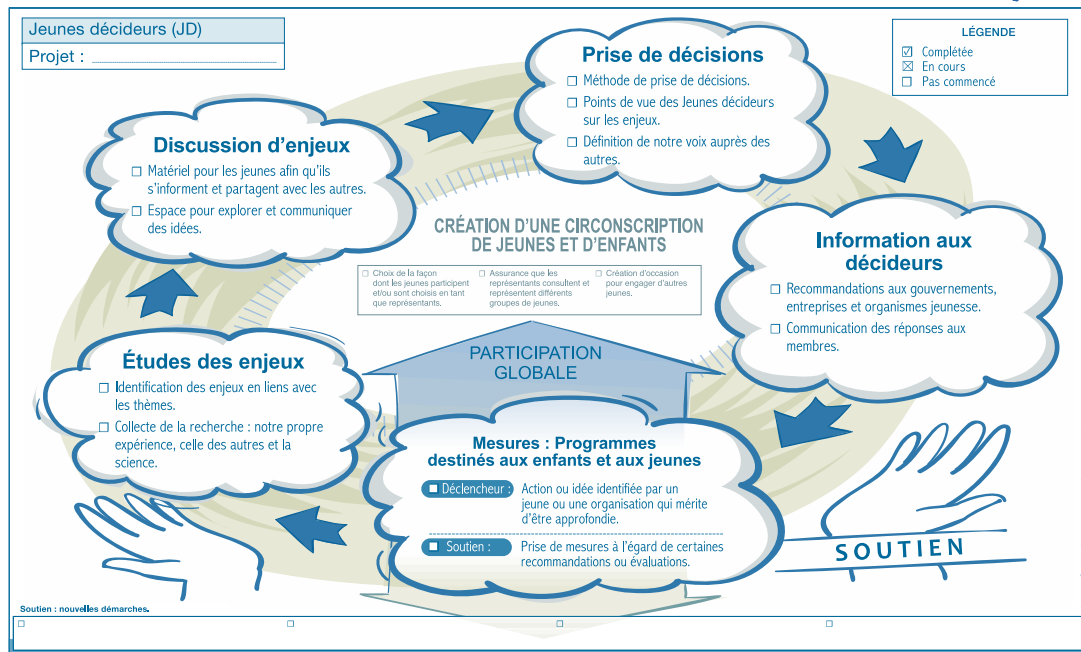 Jeunes décideurs (JD)
Projet :
LÉGENDE
☑ Complétée
☒ En cours
☐ Pas commencé
Prise de décisions
☐ Méthode de prise de décisions.
☐ Points de vue des Jeunes décideurs
sur les enjeux.
☐ Définition de notre voix auprès des
autres.
Discussion d'enjeux
☐ Matériel pour les jeunes afin qu'ils
s'informent et partagent avec les autres.
☐ Espace pour explorer et communiquer
des idées.
CRÉATION D'UNE CIRCONSCRIPTION
DE JEUNES ET D'ENFANTS
☐ Choix de la façon
dont les jeunes participent
et/ou sont choisis en tant
que représentants.
☐ Assurance que les
représentants consultent et
représentent différents
groupes de jeunes.
☐ Création d'occasion
pour engager d'autres
jeunes.
Information aux
décideurs
☐ Recommandations aux gouvernements,
entreprises et organismes jeunesse.
☐ Communication des réponses aux
membres.
Études des enjeux
☐ Identification des enjeux en liens avec
les thèmes.
☐ Collecte de la recherche : notre propre
expérience, celle des autres et la
science.
PARTICIPATION
GLOBALE
Mesures : Programmes
destinés aux enfants et aux jeunes
☐ Déclencheur : Action ou idée identifiée par un
jeune ou une organisation qui mérite
d'être approfondie.
☐ Soutien : Prise de mesures à l'égard de certaines
recommandations ou évaluations.
SOUTIEN
Soutien : nouvelles démarches.
☐ ☐ ☐ ☐